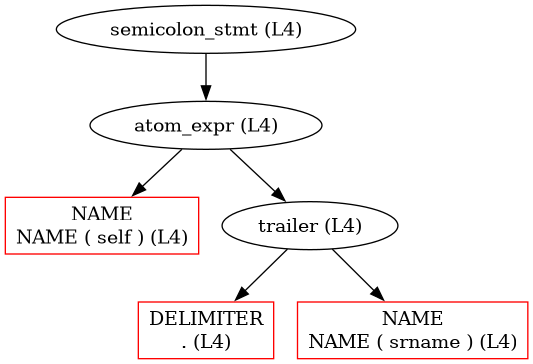 semicolon_stmt (L4)
atom_expr (L4)
NAME
NAME ( self ) (L4)
trailer (L4)
DELIMITER
. (L4)
NAME
NAME ( srname ) (L4)